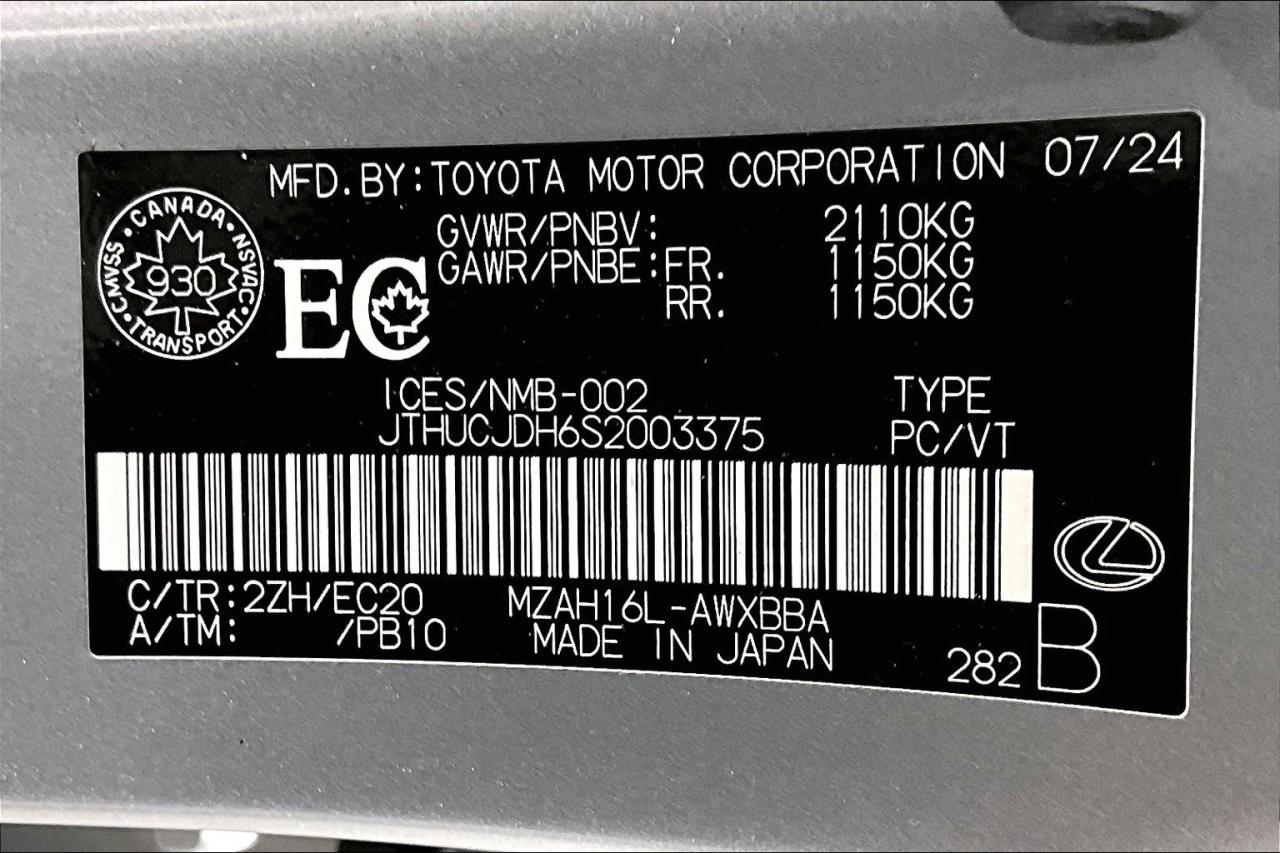 MFD.BY:TOYOTA MOTOR CORPORATION 07/24
CANADA
CMVSS 930 NSVAC
TRANSPORT
EC
GVWR/PNBV: 2110KG
GAWR/PNBE:FR. 1150KG
RR. 1150KG
ICES/NMB-002 TYPE
JTHUCJDH6S2003375 PC/VT
C/TR:2ZH/EC20 MZAH16L-AWXBBA
A/TM: /PB10 MADE IN JAPAN
282 B